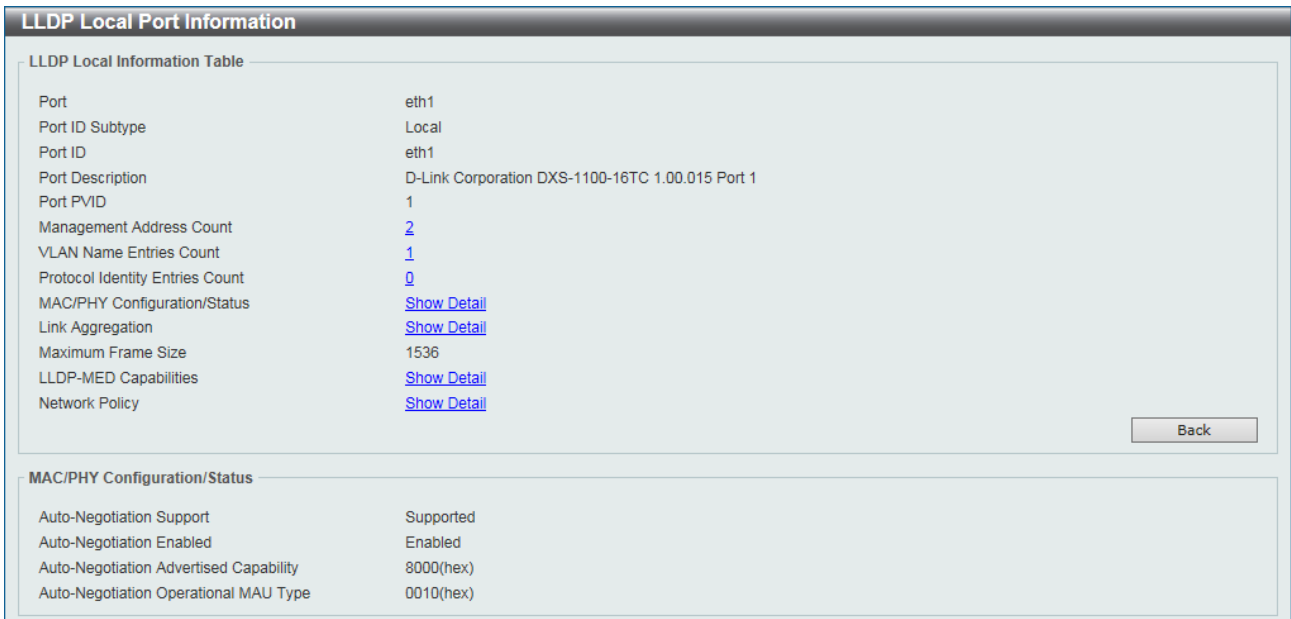 LLDP Local Port Information
LLDP Local Information Table
Port eth1
Port ID Subtype Local
Port ID eth1
Port Description D-Link Corporation DXS-1100-16TC 1.00.015 Port 1
Port PVID 1
Management Address Count 2
VLAN Name Entries Count 1
Protocol Identity Entries Count 0
MAC/PHY Configuration/Status Show Detail
Link Aggregation Show Detail
Maximum Frame Size 1536
LLDP-MED Capabilities Show Detail
Network Policy Show Detail
Back
MAC/PHY Configuration/Status
Auto-Negotiation Support Supported
Auto-Negotiation Enabled Enabled
Auto-Negotiation Advertised Capability 8000(hex)
Auto-Negotiation Operational MAU Type 0010(hex)